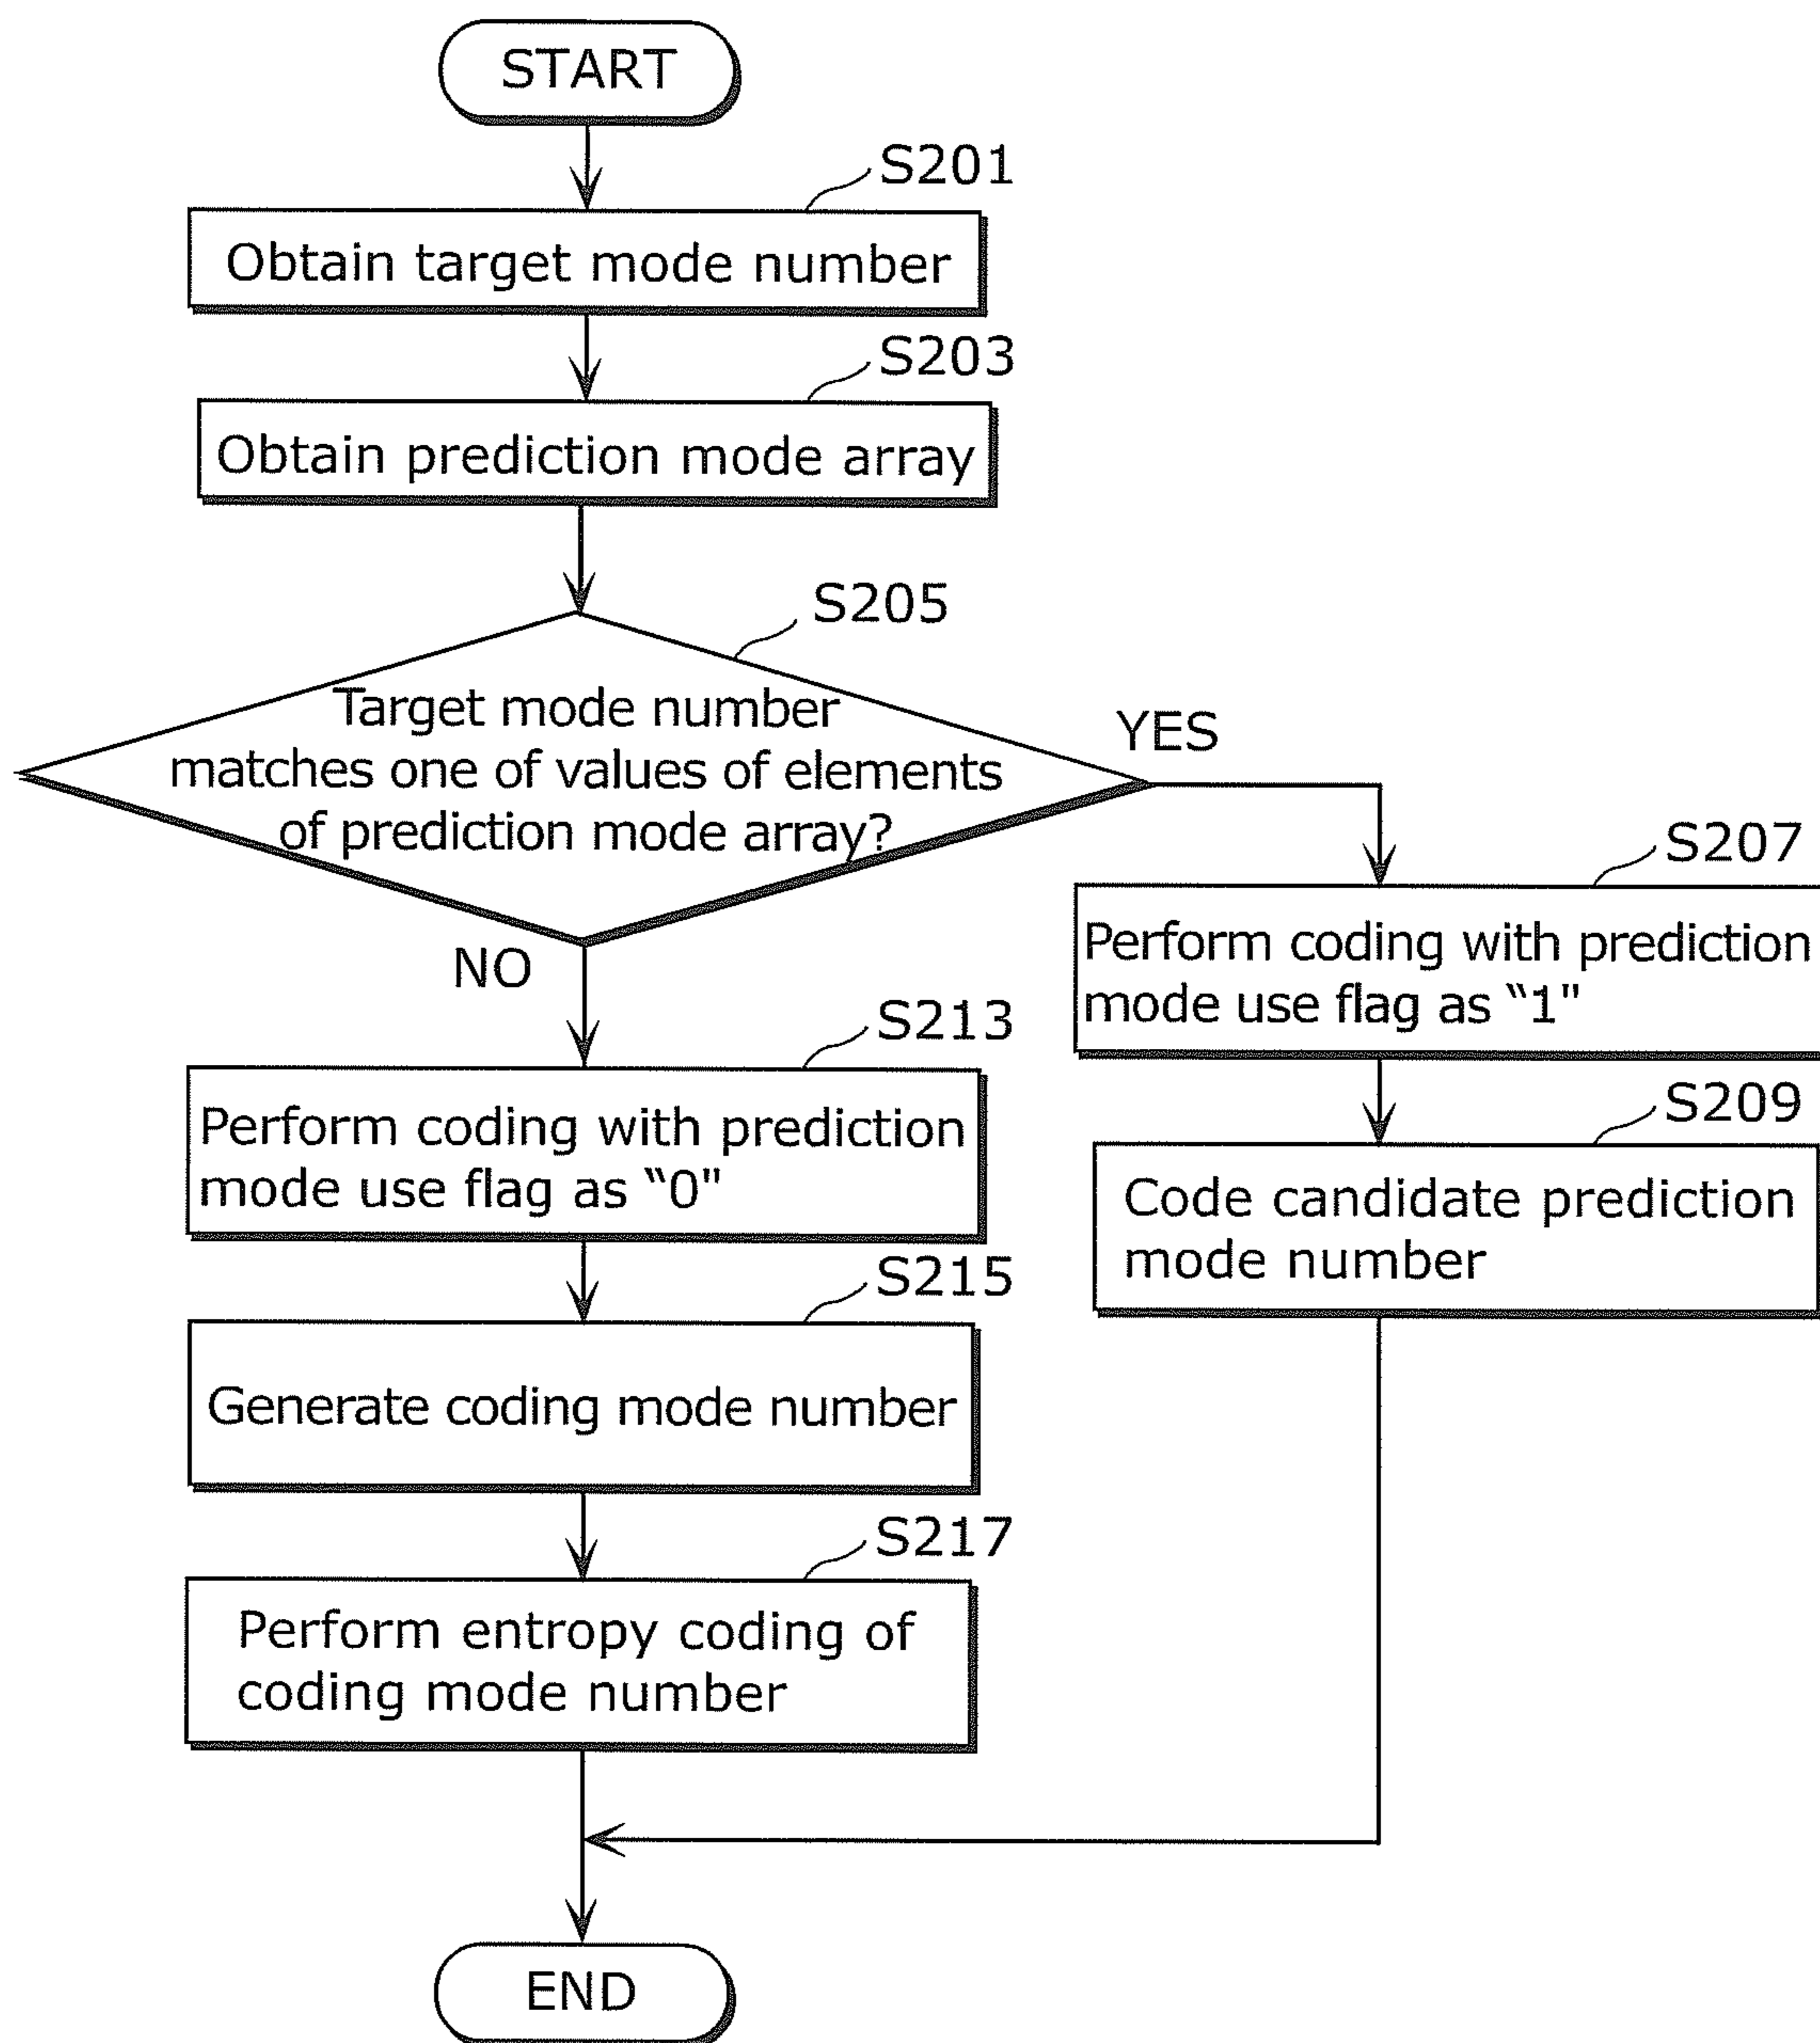 START
S201
Obtain target mode number
S203
Obtain prediction mode array
S205
Target mode number
matches one of values of elements
of prediction mode array?
YES
NO
S207
Perform coding with prediction
mode use flag as “1"
S209
Code candidate prediction
mode number
S213
Perform coding with prediction
mode use flag as “0"
S215
Generate coding mode number
S217
Perform entropy coding of
coding mode number
END